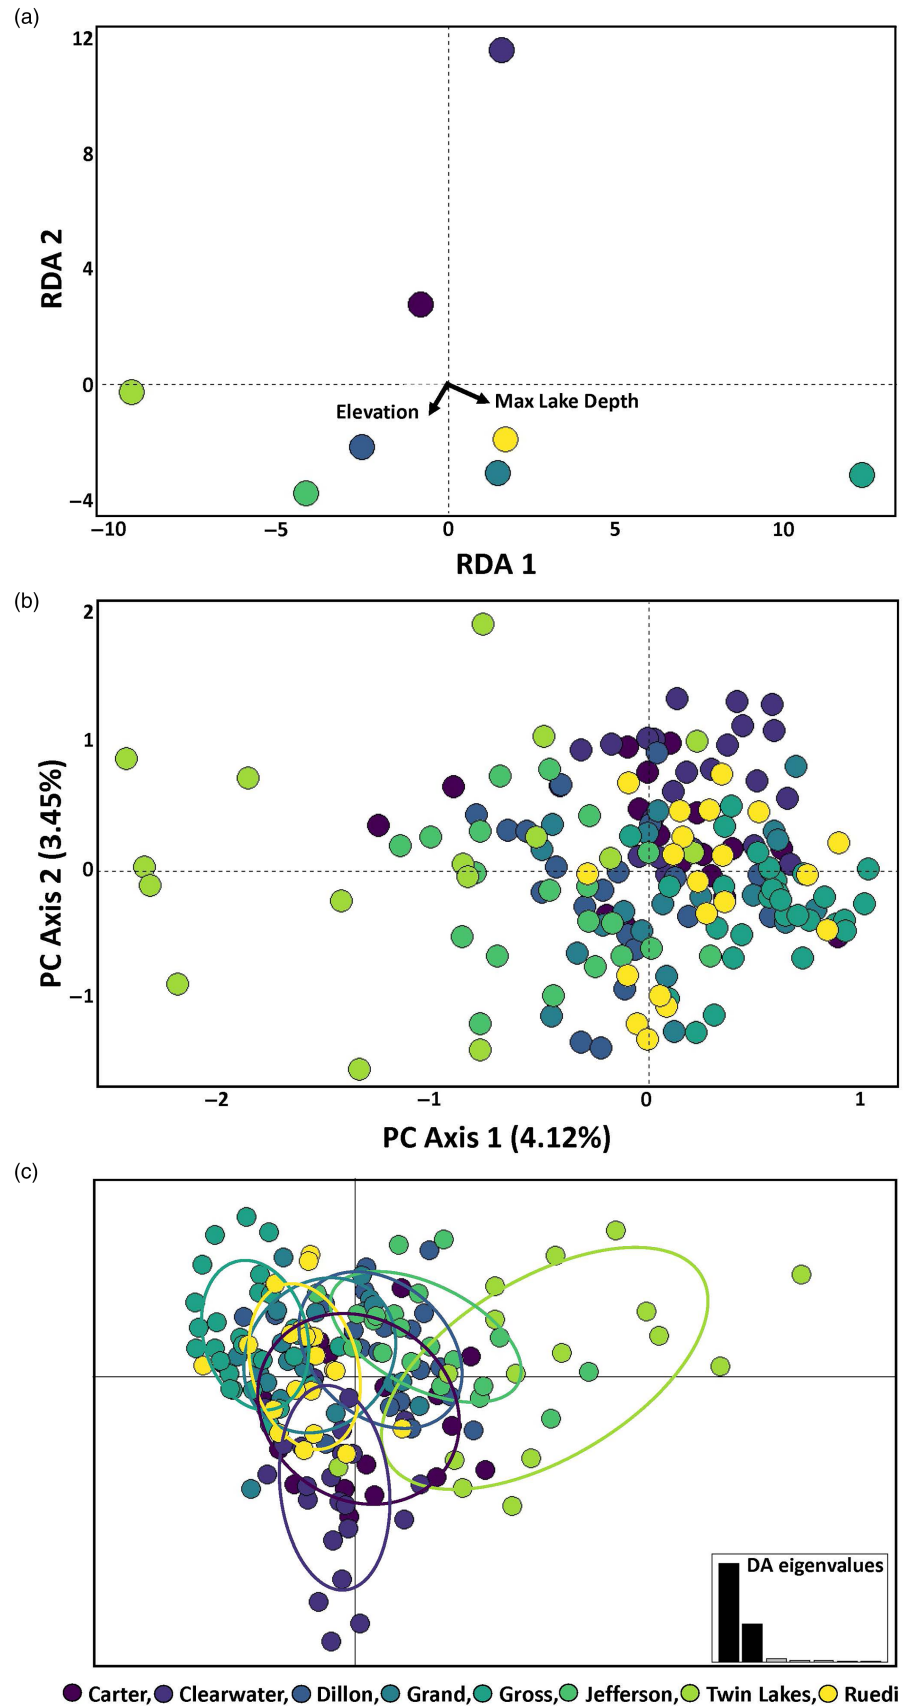 (a)
12
8
4
0
−4
RDA 2
Elevation
Max Lake Depth
−10 −5 0 5 10
RDA 1
(b)
2
1
0
−1
PC Axis 2 (3.45%)
−2 −1 0 1
PC Axis 1 (4.12%)
(c)
DA eigenvalues
Carter, Clearwater, Dillon, Grand, Gross, Jefferson, Twin Lakes, Ruedi